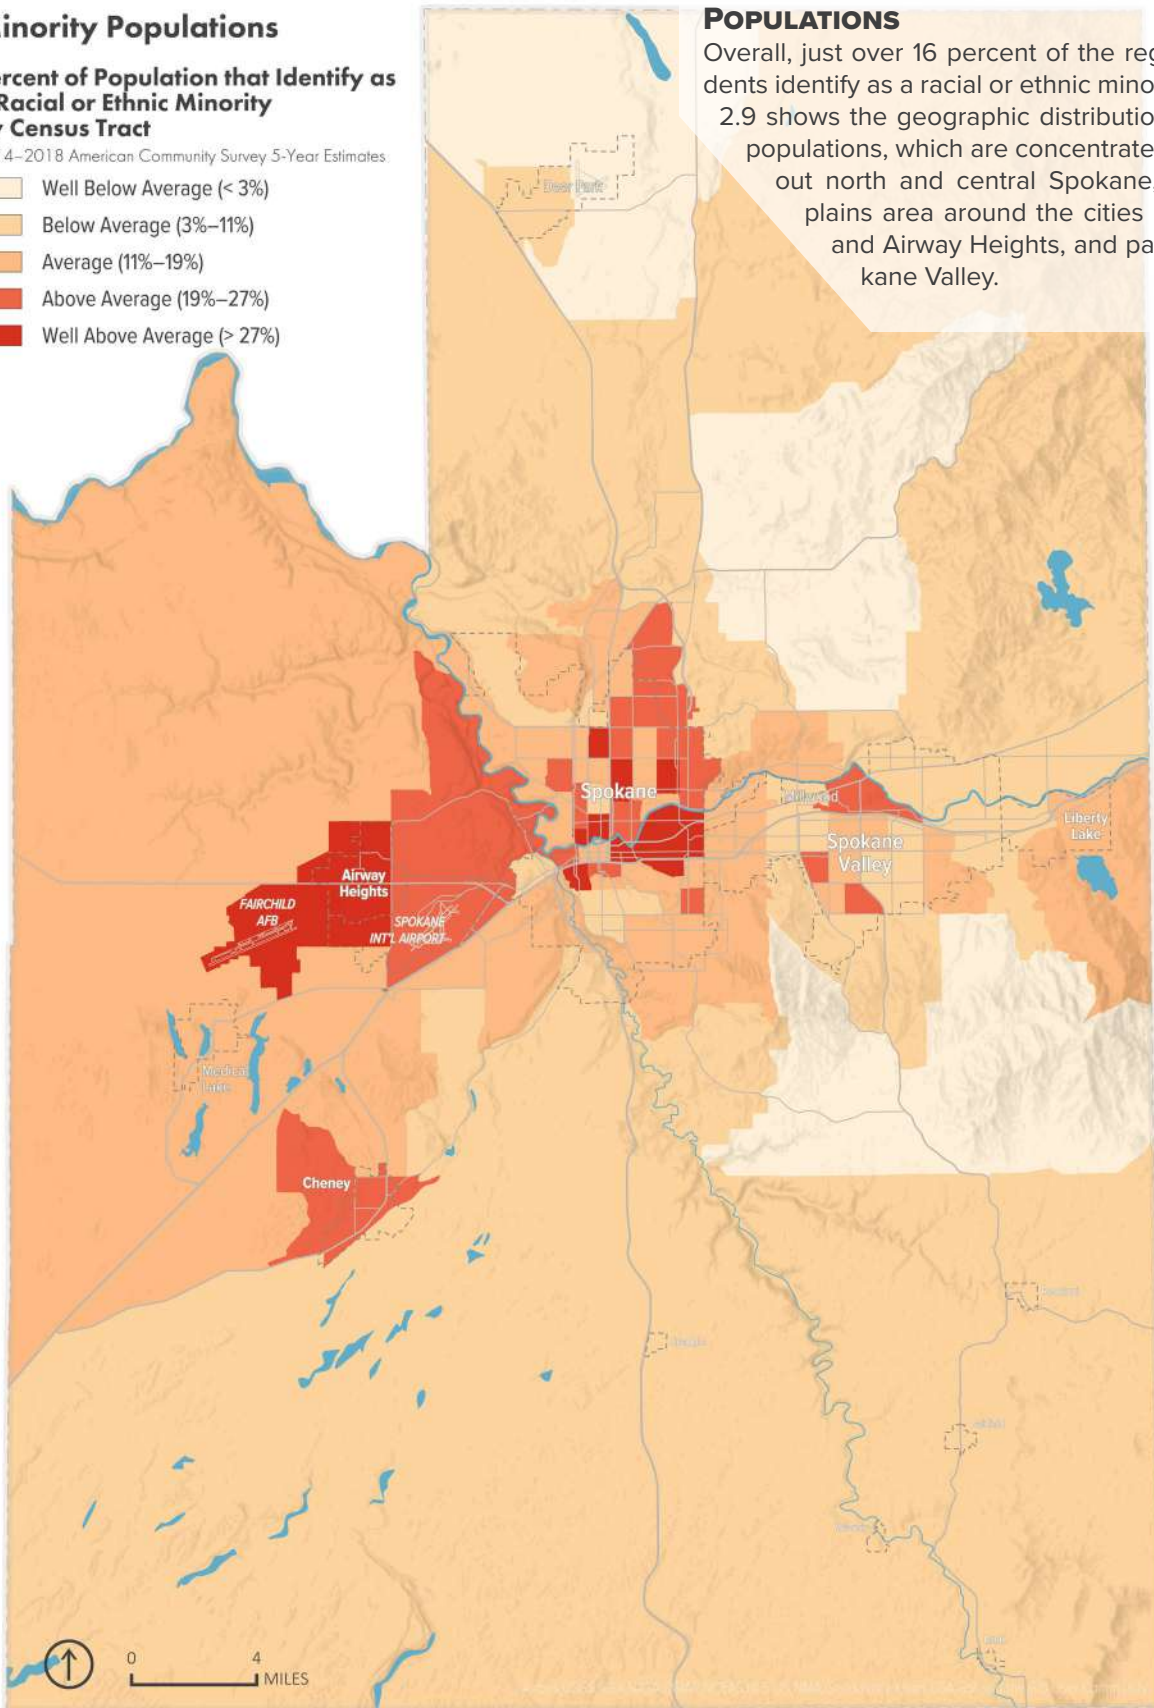 inority Populations
ercent of Population that Identify as
Racial or Ethnic Minority
Census Tract
4–2018 American Community Survey 5-Year Estimates
Well Below Average (< 3%)
Below Average (3%–11%)
Average (11%–19%)
Above Average (19%–27%)
Well Above Average (> 27%)
POPULATIONS
Overall, just over 16 percent of the reg
dents identify as a racial or ethnic mino
2.9 shows the geographic distributio
populations, which are concentrate
out north and central Spokane
plains area around the cities
and Airway Heights, and pa
kane Valley.
Deer Park
Spokane
Millwood
Spokane
Valley
Liberty
Lake
Airway
Heights
FAIRCHILD
AFB
SPOKANE
INT'L AIRPORT
Medical
Lake
Cheney
0 4
MILES